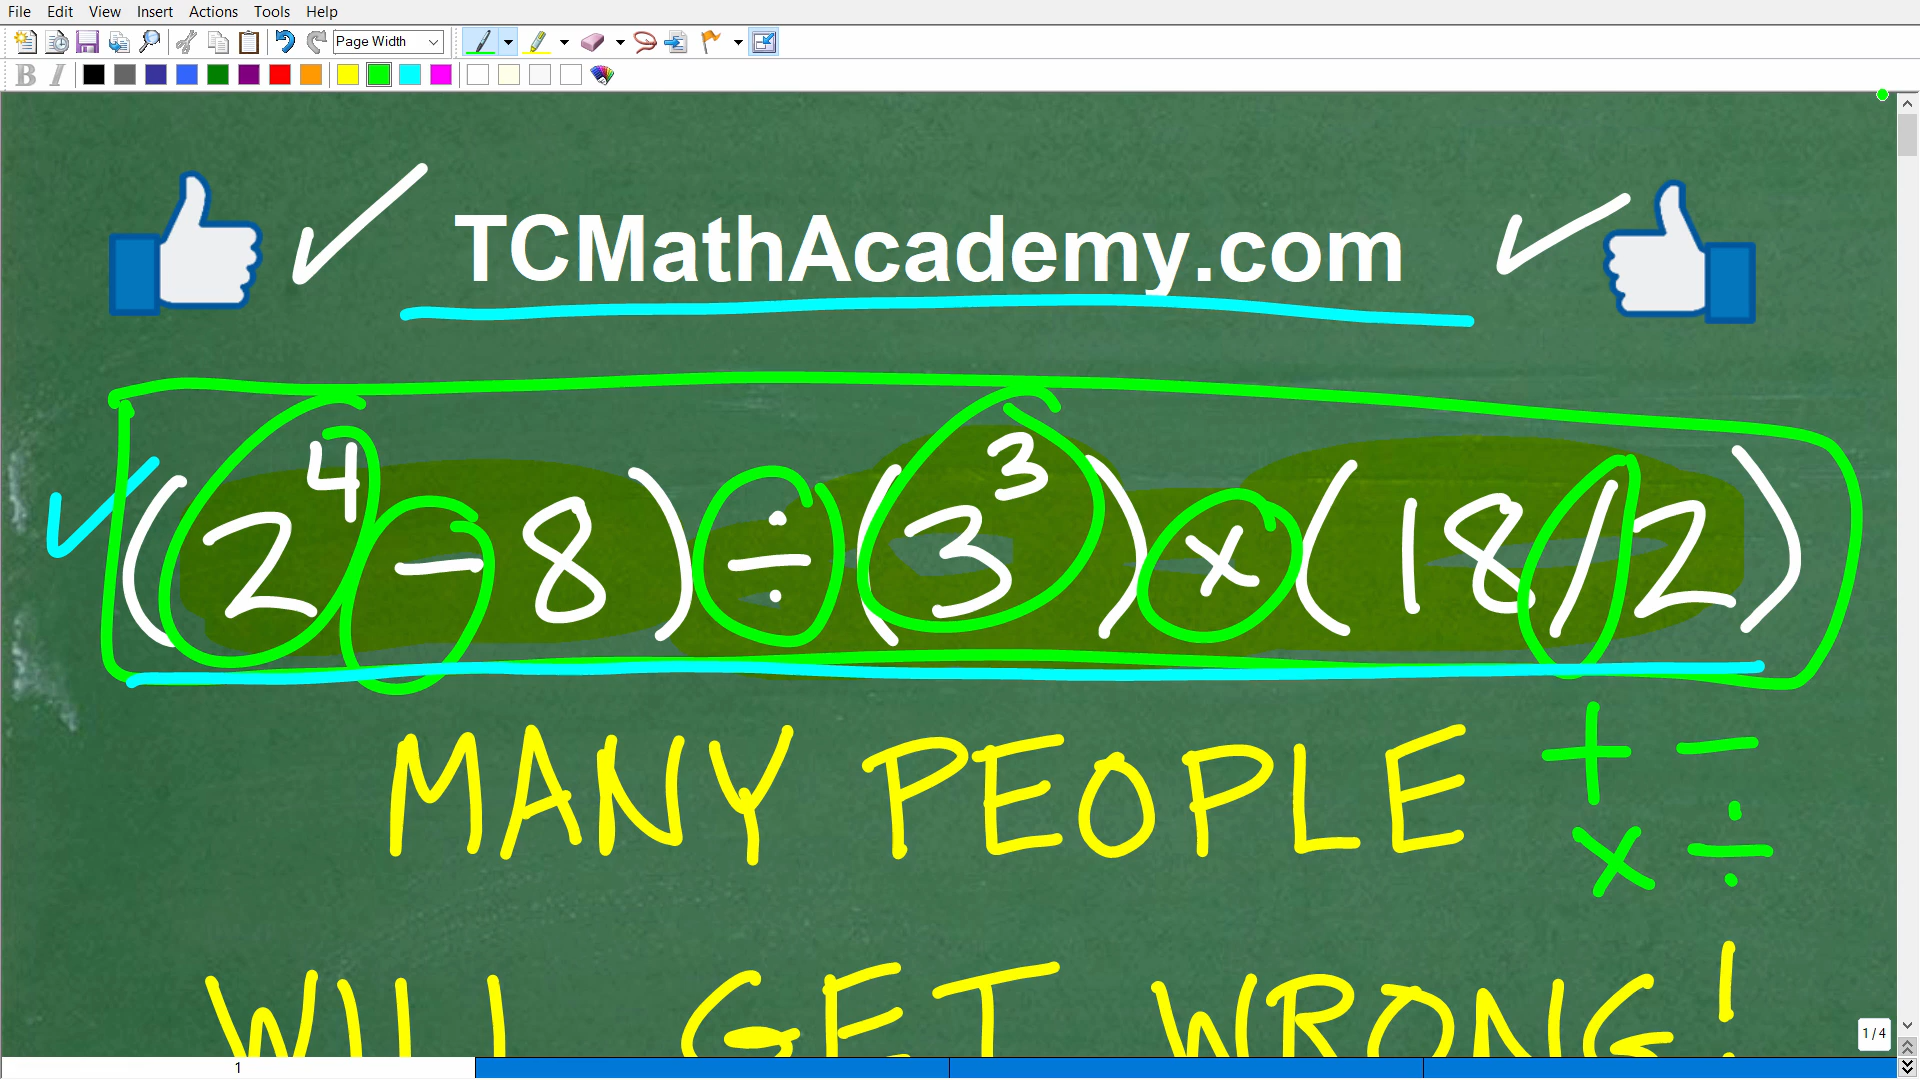 File Edit View Insert Actions Tools Help
Page Width
B I
TCMathAcademy.com
(2⁴ - 8) ÷ (3³) × (18/2)
MANY PEOPLE
+ -
× ÷
WILL GET WRONG!
1 / 4
1